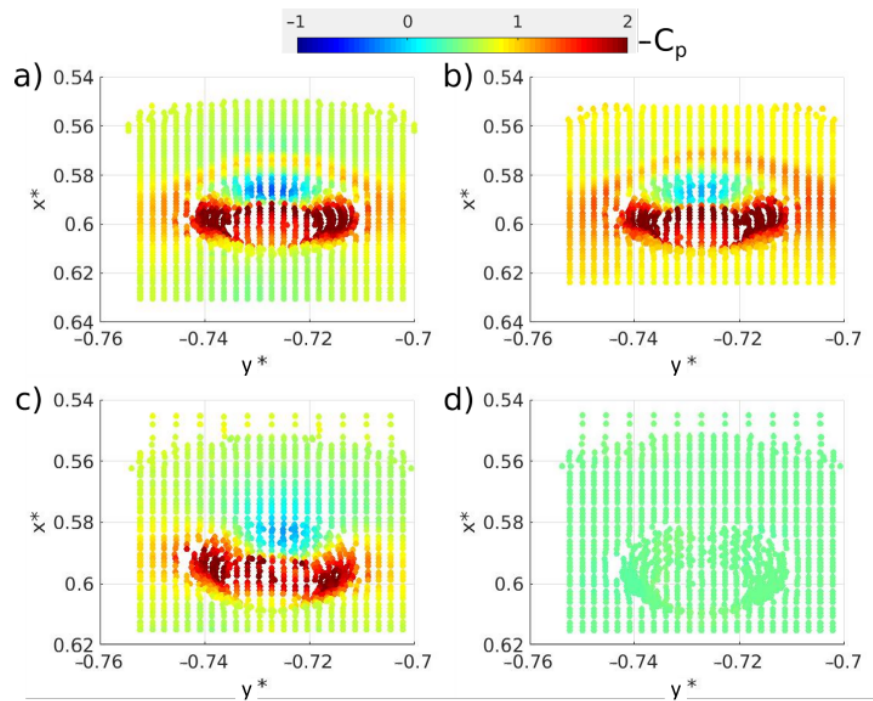 –1 0 1 2
–Cₚ
a) b)
0.54 0.54
0.56 0.56
0.58 0.58
x* 0.6 x* 0.6
0.62 0.62
0.64 0.64
–0.76 –0.74 –0.72 –0.7 –0.76 –0.74 –0.72 –0.7
y* y*
c) d)
0.54 0.54
0.56 0.56
0.58 0.58
x* x*
0.6 0.6
0.62 0.62
–0.76 –0.74 –0.72 –0.7 –0.76 –0.74 –0.72 –0.7
y* y*